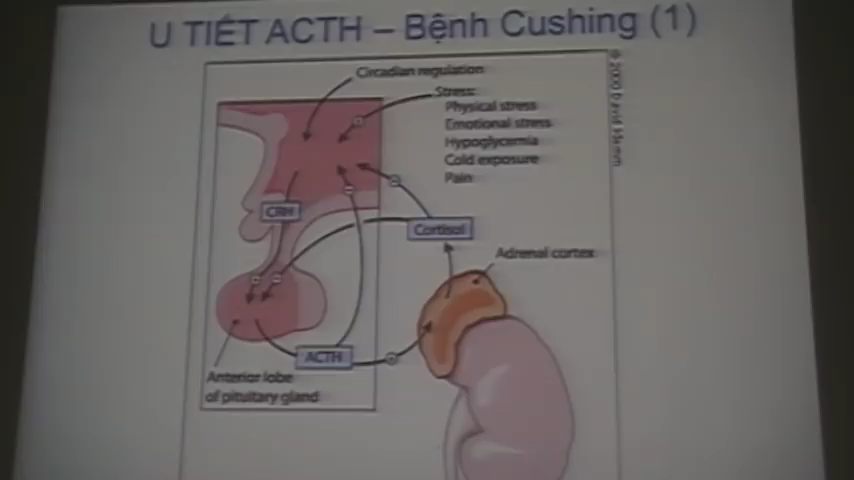 U TIẾT ACTH – Bệnh Cushing (1)
Circadian regulation
Stress:
Physical stress
Emotional stress
Hypoglycemia
Cold exposure
Pain
CRH
Cortisol
Adrenal cortex
ACTH
Anterior lobe
of pituitary gland
© 2000